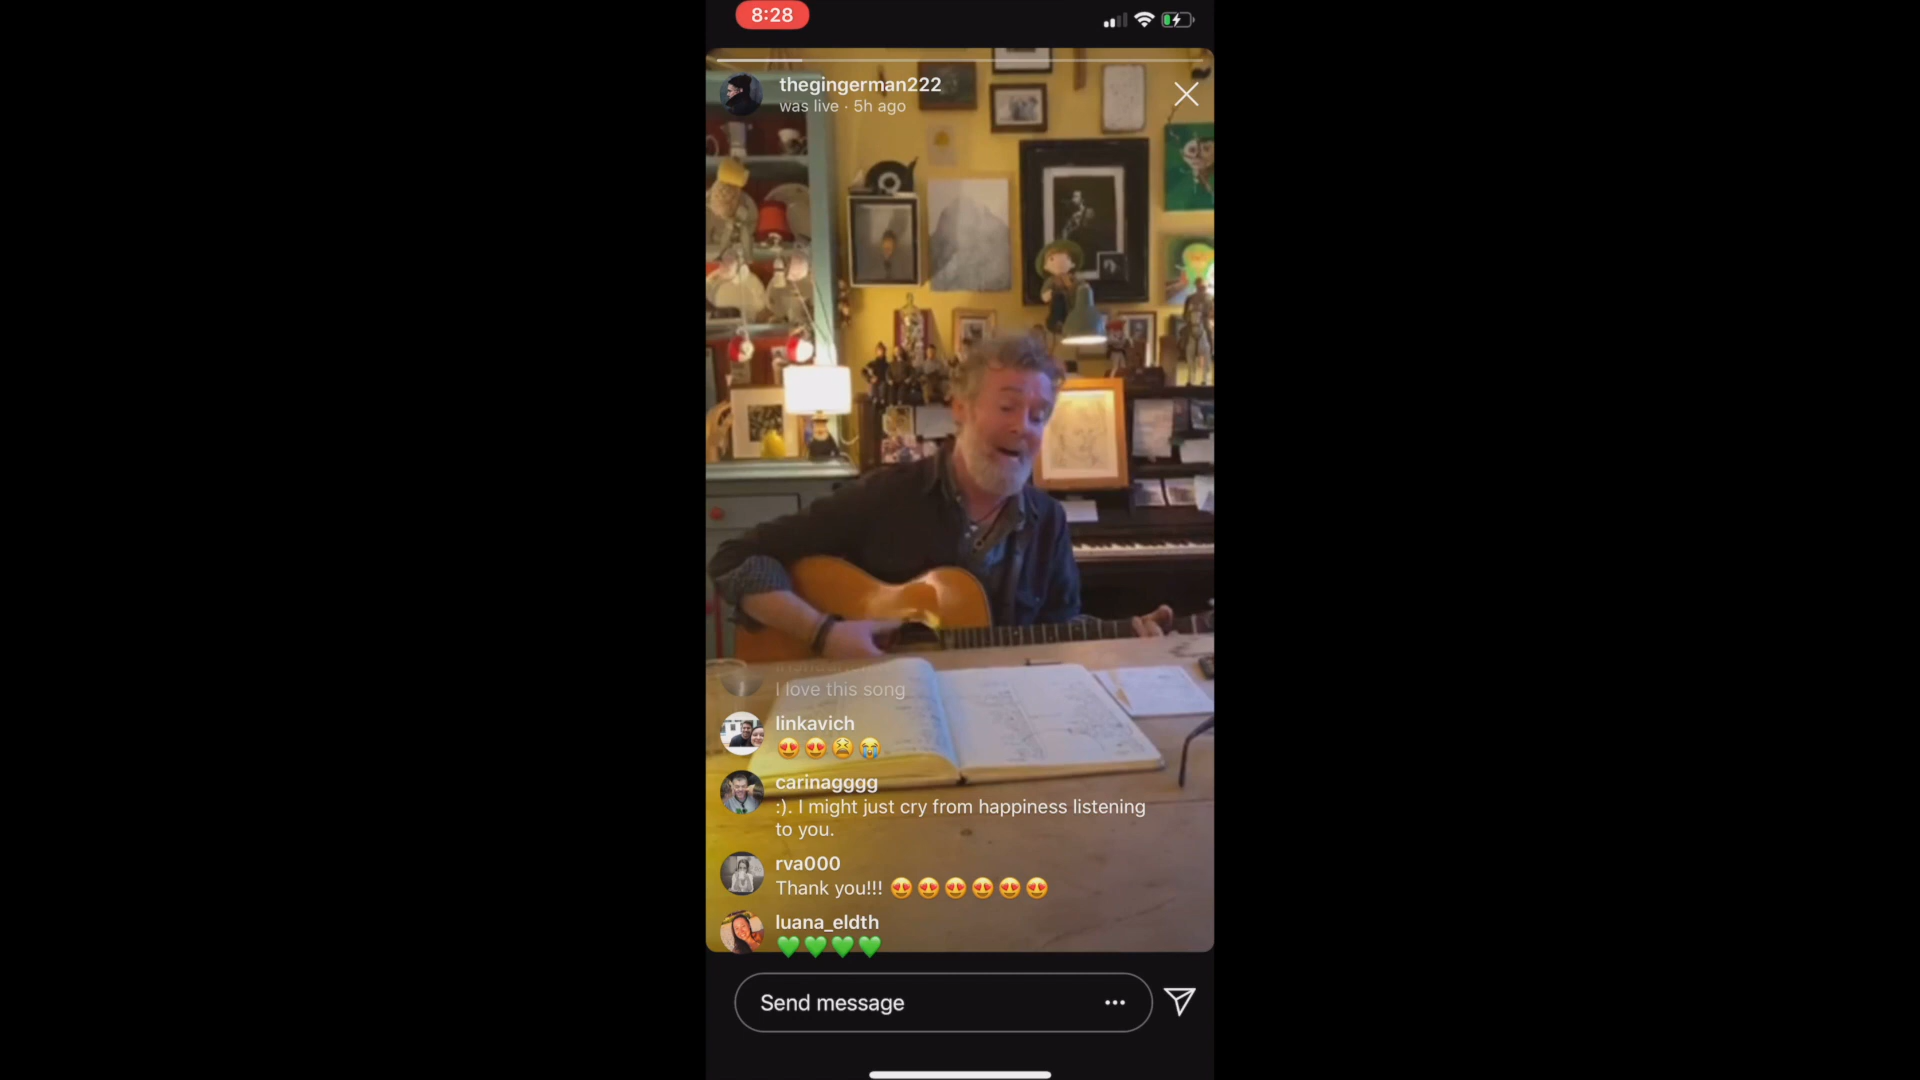 8:28
thegingerman222
was live · 5h ago
I love this song
linkavich
😍😍😫😭
carinagggg
:). I might just cry from happiness listening
to you.
rva000
Thank you!!! 😍😍😍😍😍😍
luana_eldth
💚💚💚💚
Send message